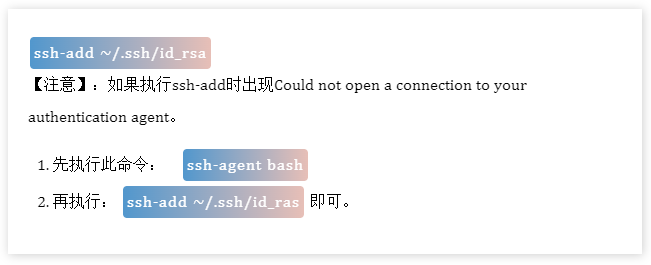 ssh-add ~/.ssh/id_rsa
【注意】：如果执行ssh-add时出现Could not open a connection to your
authentication agent。
1. 先执行此命令： ssh-agent bash
2. 再执行： ssh-add ~/.ssh/id_ras 即可。